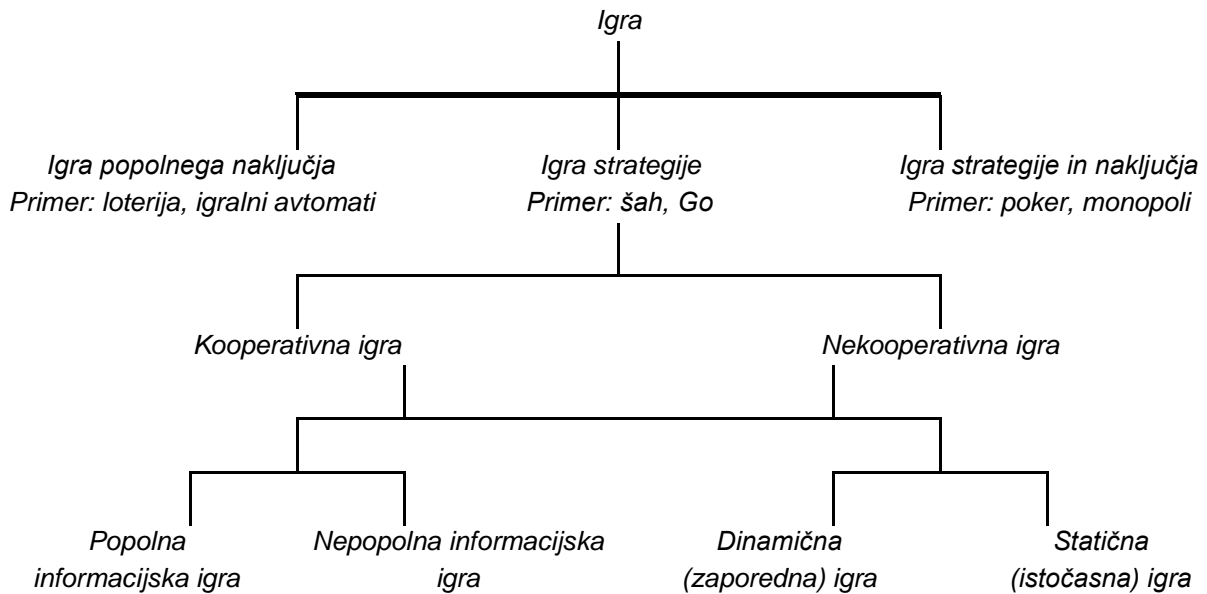 Igra
Igra popolnega naključja
Primer: loterija, igralni avtomati
Igra strategije
Primer: šah, Go
Igra strategije in naključja
Primer: poker, monopoli
Kooperativna igra
Nekooperativna igra
Popolna
informacijska igra
Nepopolna informacijska
igra
Dinamična
(zaporedna) igra
Statična
(istočasna) igra